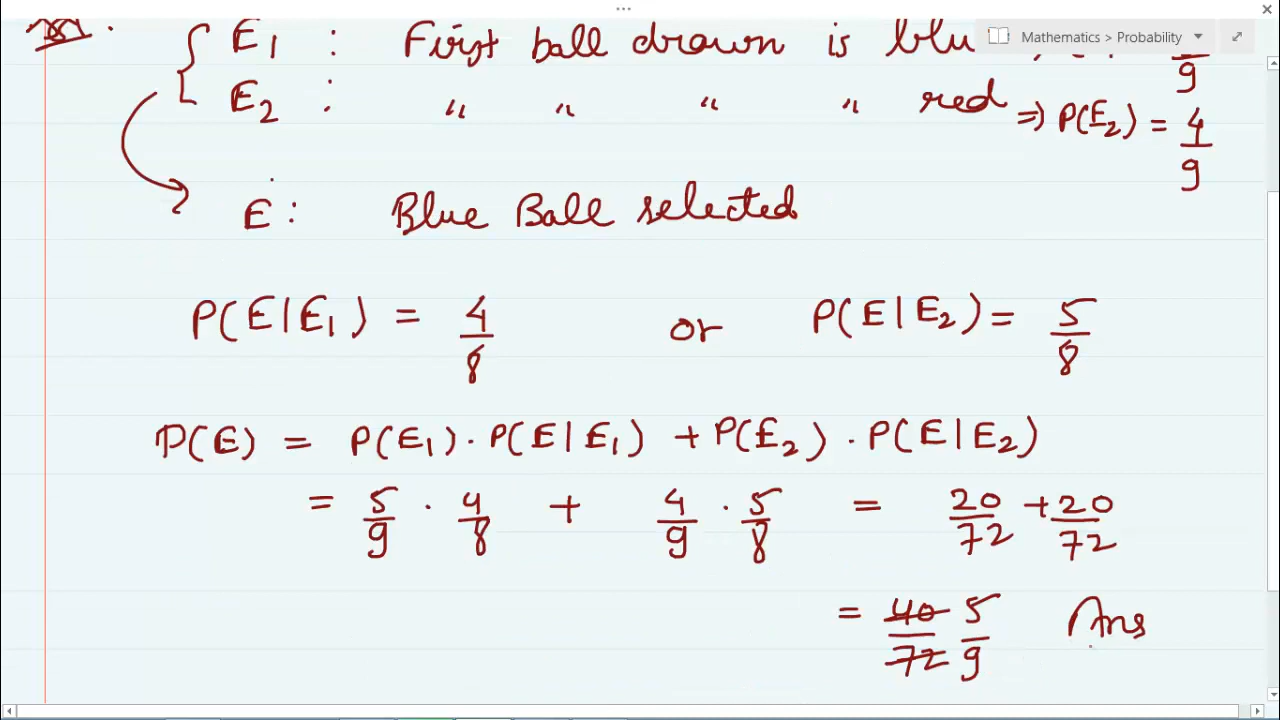 Mathematics > Probability
E1 : First ball drawn is blu
9
E2 : " " " " red => P(E2) = 4/9
E : Blue Ball selected
P(E|E1) = 4/8 or P(E|E2) = 5/8
P(E) = P(E1) · P(E|E1) + P(E2) · P(E|E2)
= 5/9 · 4/8 + 4/9 · 5/8 = 20/72 + 20/72
= 40/72 5/9 Ans